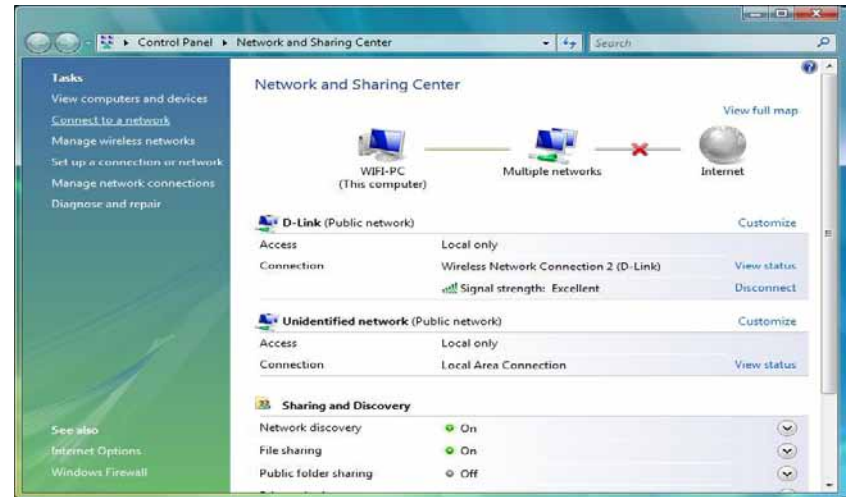 Control Panel ▸ Network and Sharing Center
Search
Tasks
View computers and devices
Connect to a network
Manage wireless networks
Set up a connection or network
Manage network connections
Diagnose and repair
See also
Internet Options
Windows Firewall
Network and Sharing Center
View full map
WIFI-PC
(This computer)
Multiple networks
Internet
D-Link (Public network) Customize
Access Local only
Connection Wireless Network Connection 2 (D-Link) View status
Signal strength: Excellent Disconnect
Unidentified network (Public network) Customize
Access Local only
Connection Local Area Connection View status
Sharing and Discovery
Network discovery On
File sharing On
Public folder sharing Off